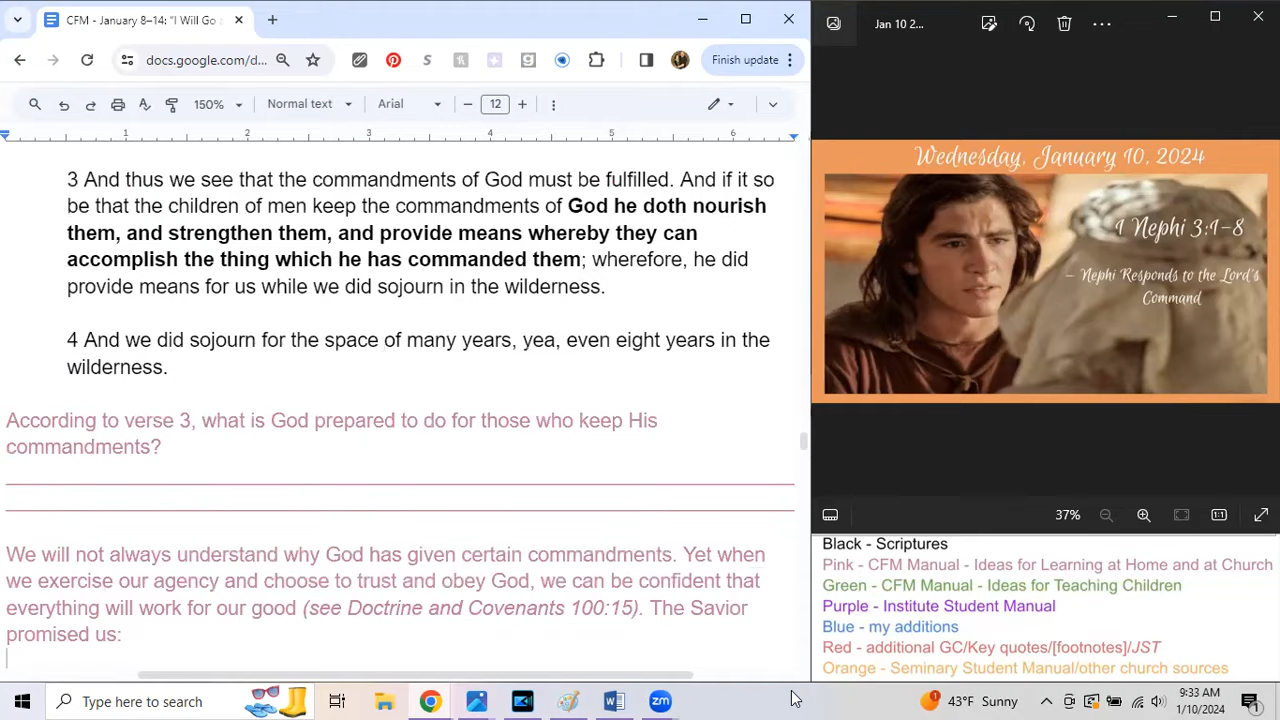 CFM - January 8–14: “I Will Go a
Jan 10 2...
docs.google.com/d...
Finish update
150%
Normal text
Arial
12
1 2 3 4 5 6
3 And thus we see that the commandments of God must be fulfilled. And if it so
be that the children of men keep the commandments of God he doth nourish
them, and strengthen them, and provide means whereby they can
accomplish the thing which he has commanded them; wherefore, he did
provide means for us while we did sojourn in the wilderness.
4 And we did sojourn for the space of many years, yea, even eight years in the
wilderness.
According to verse 3, what is God prepared to do for those who keep His
commandments?
We will not always understand why God has given certain commandments. Yet when
we exercise our agency and choose to trust and obey God, we can be confident that
everything will work for our good (see Doctrine and Covenants 100:15). The Savior
promised us:
Wednesday, January 10, 2024
1 Nephi 3:1-8
– Nephi Responds to the Lord's
Command
37%
1:1
Black - Scriptures
Pink - CFM Manual - Ideas for Learning at Home and at Church
Green - CFM Manual - Ideas for Teaching Children
Purple - Institute Student Manual
Blue - my additions
Red - additional GC/Key quotes/[footnotes]/JST
Orange - Seminary Student Manual/other church sources
Type here to search
43°F Sunny
9:33 AM
1/10/2024